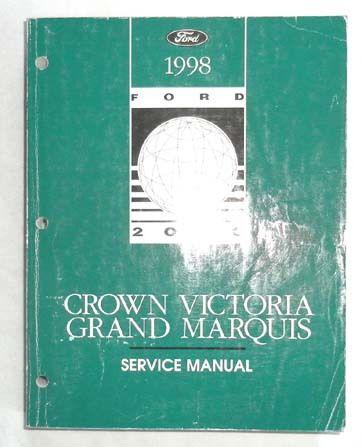 Ford
1998
FORD
CROWN VICTORIA
GRAND MARQUIS
SERVICE MANUAL